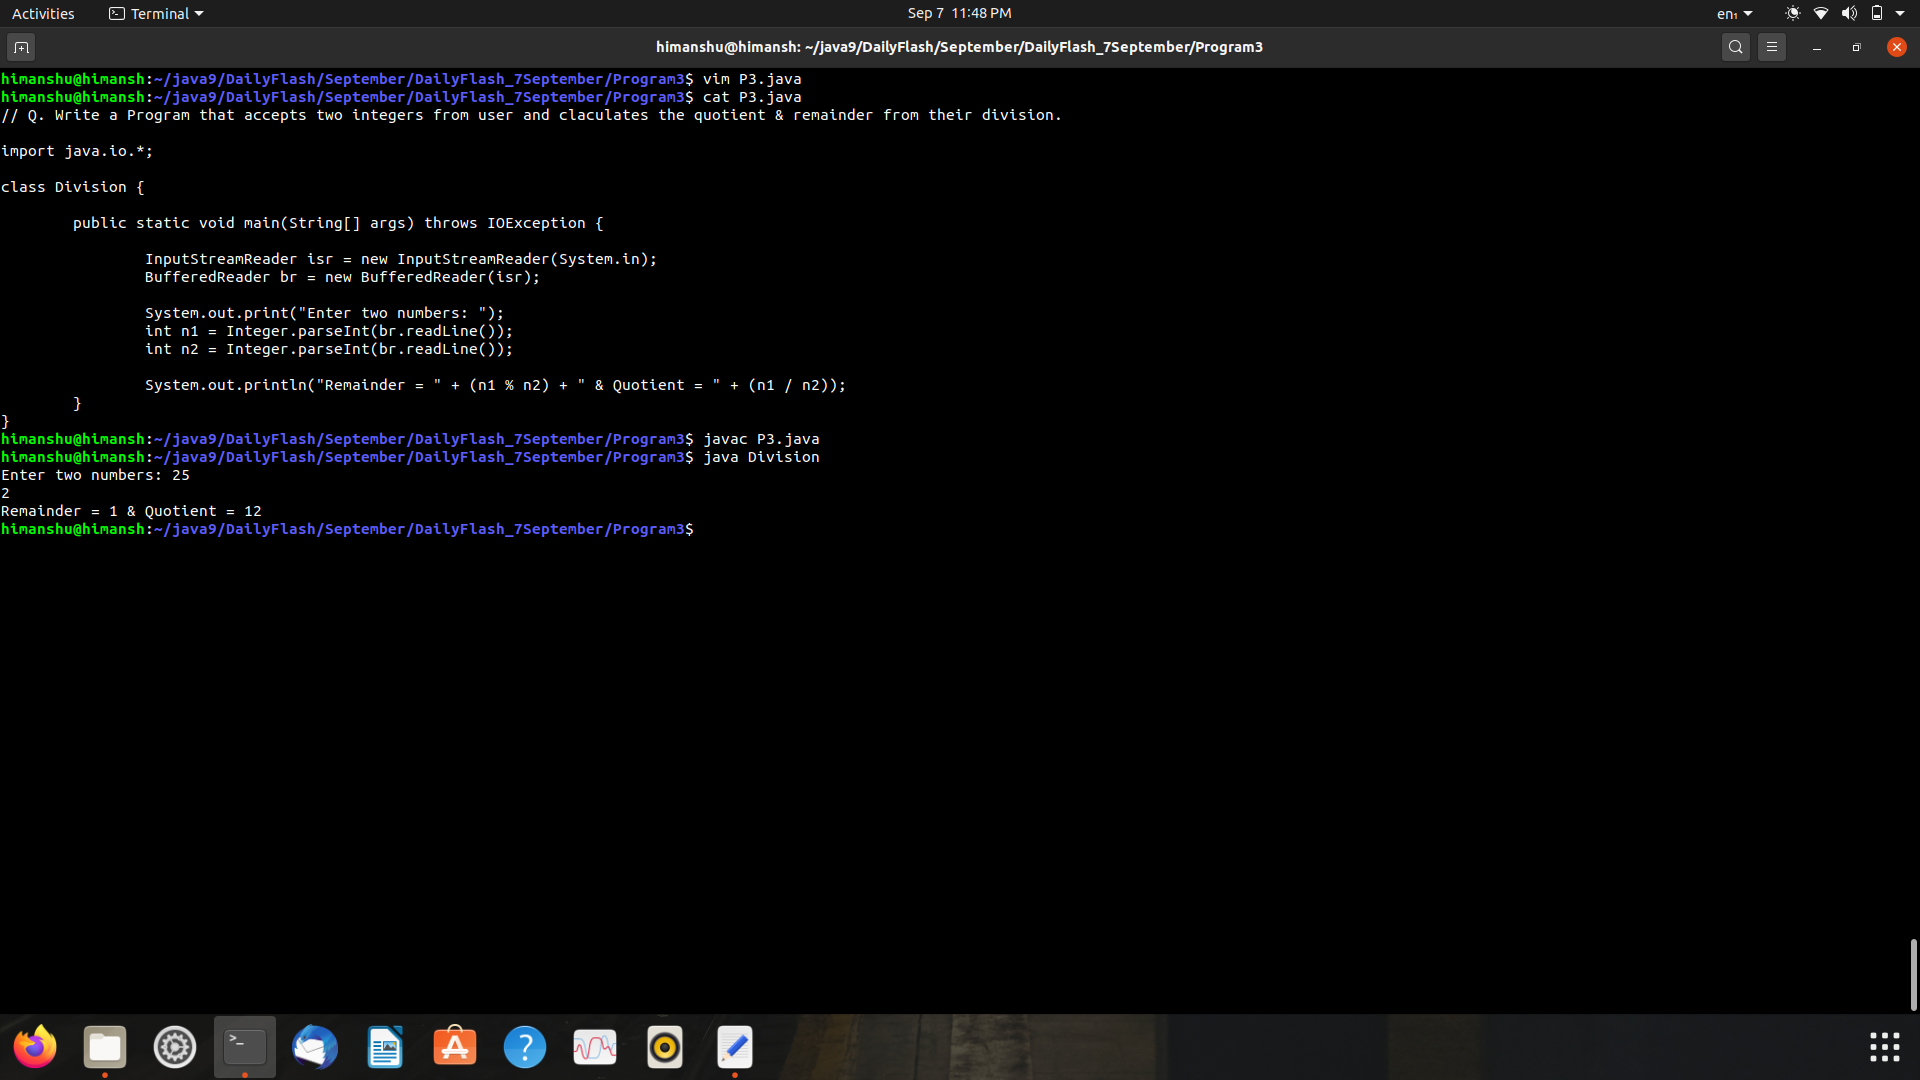 Activities Terminal Sep 7 11:48 PM en₁
himanshu@himansh: ~/java9/DailyFlash/September/DailyFlash_7September/Program3
himanshu@himansh:~/java9/DailyFlash/September/DailyFlash_7September/Program3$ vim P3.java
himanshu@himansh:~/java9/DailyFlash/September/DailyFlash_7September/Program3$ cat P3.java
// Q. Write a Program that accepts two integers from user and claculates the quotient & remainder from their division.
import java.io.*;
class Division {
public static void main(String[] args) throws IOException {
InputStreamReader isr = new InputStreamReader(System.in);
BufferedReader br = new BufferedReader(isr);
System.out.print("Enter two numbers: ");
int n1 = Integer.parseInt(br.readLine());
int n2 = Integer.parseInt(br.readLine());
System.out.println("Remainder = " + (n1 % n2) + " & Quotient = " + (n1 / n2));
}
}
himanshu@himansh:~/java9/DailyFlash/September/DailyFlash_7September/Program3$ javac P3.java
himanshu@himansh:~/java9/DailyFlash/September/DailyFlash_7September/Program3$ java Division
Enter two numbers: 25
2
Remainder = 1 & Quotient = 12
himanshu@himansh:~/java9/DailyFlash/September/DailyFlash_7September/Program3$